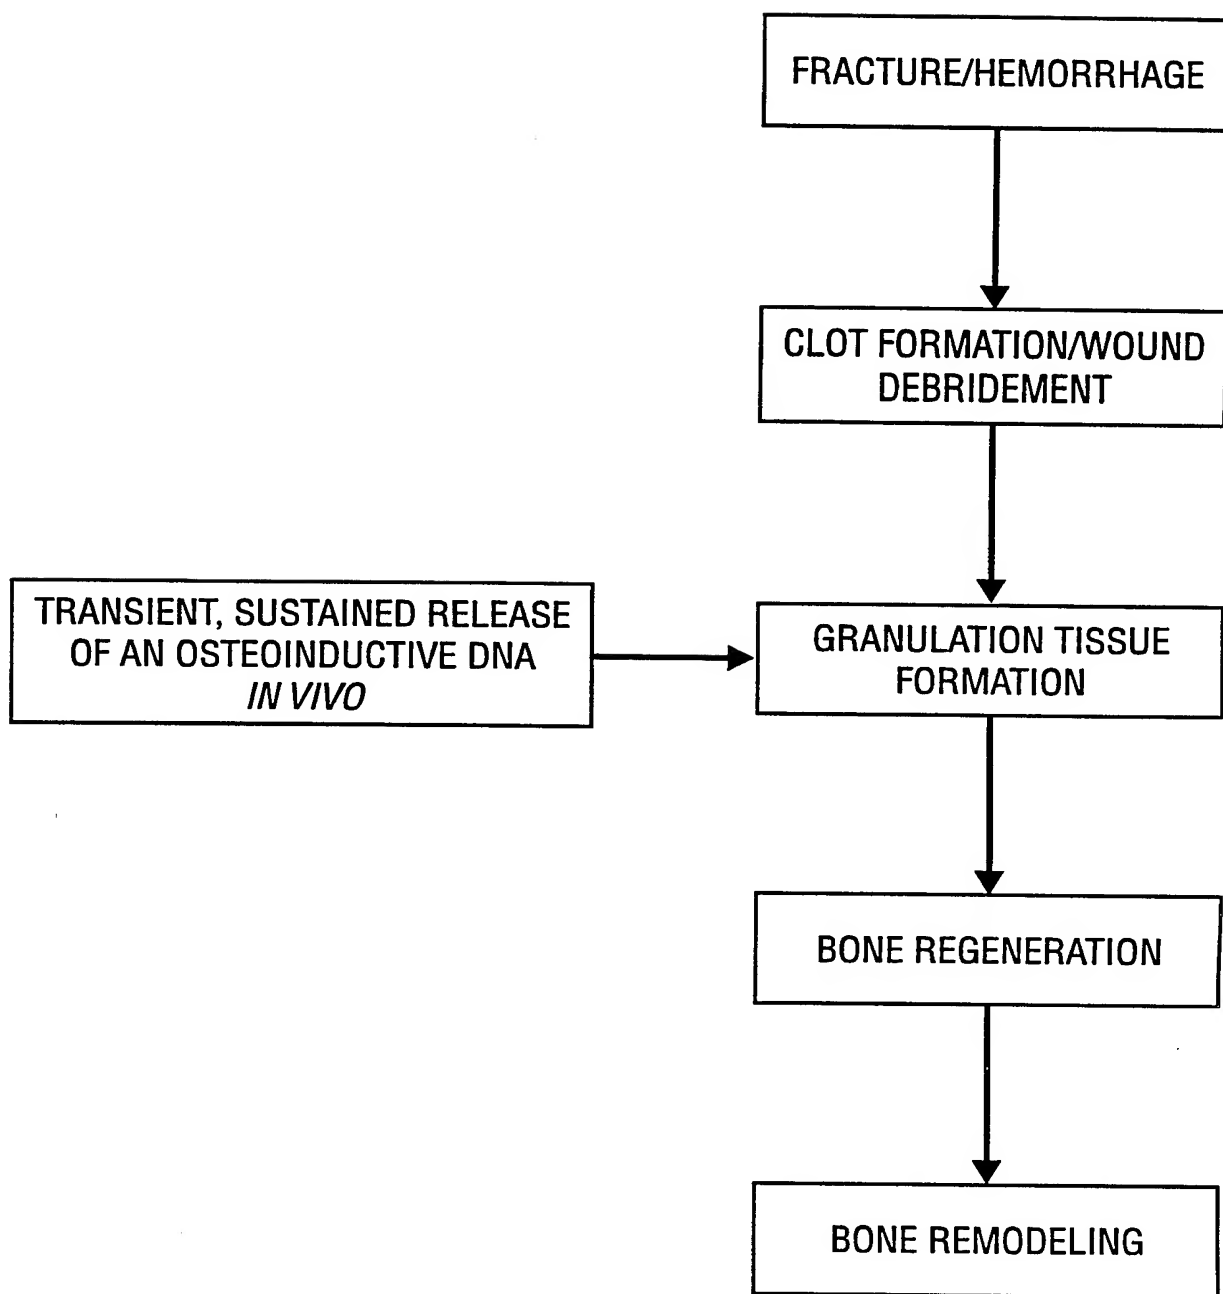 FRACTURE/HEMORRHAGE
CLOT FORMATION/WOUND
DEBRIDEMENT
TRANSIENT, SUSTAINED RELEASE
OF AN OSTEOINDUCTIVE DNA
IN VIVO
GRANULATION TISSUE
FORMATION
BONE REGENERATION
BONE REMODELING